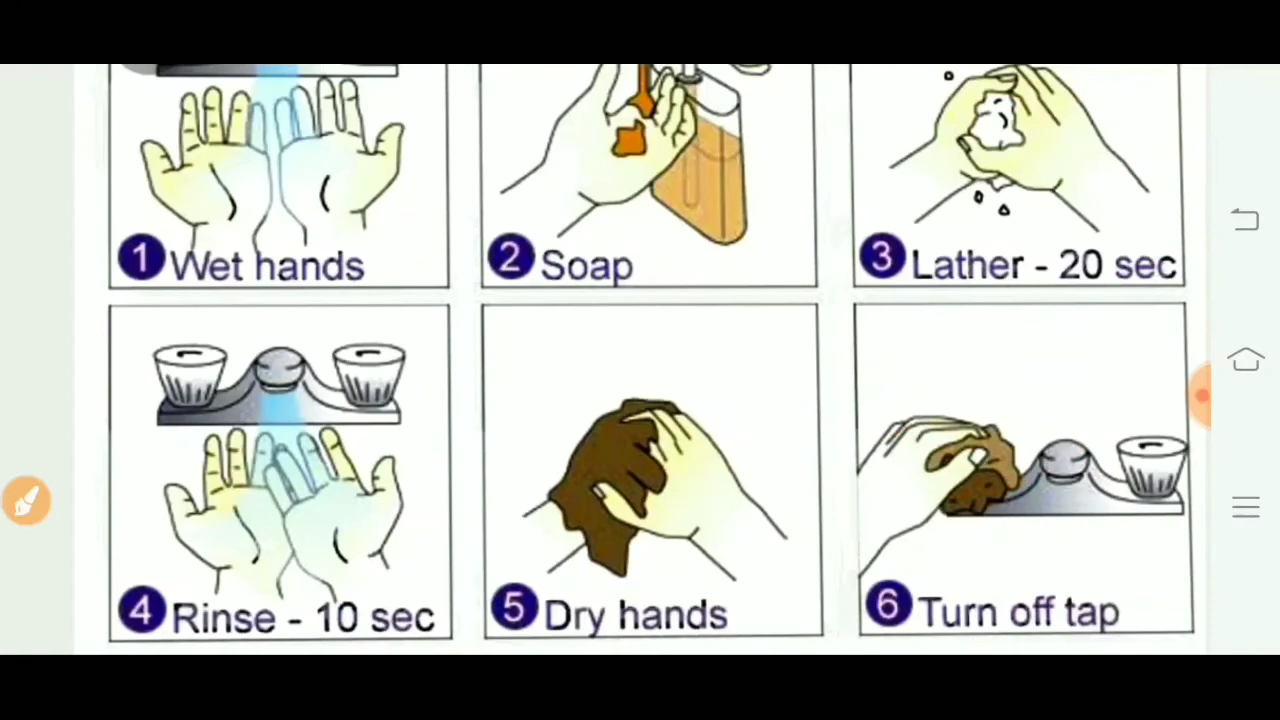 1 Wet hands
2 Soap
3 Lather - 20 sec
4 Rinse - 10 sec
5 Dry hands
6 Turn off tap